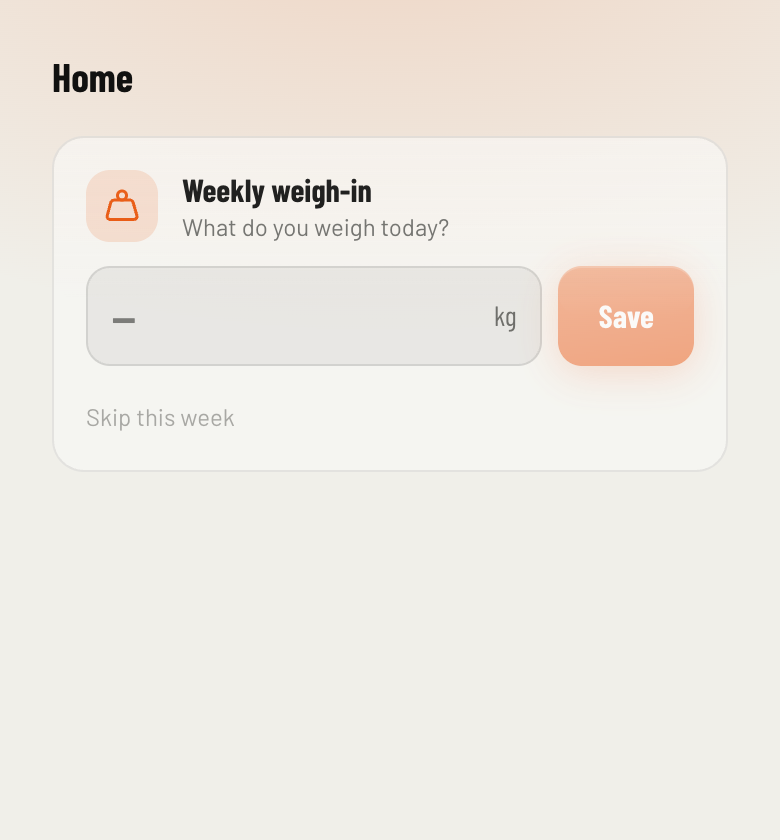 Home
Weekly weigh-in
What do you weigh today?
– kg
Save
Skip this week